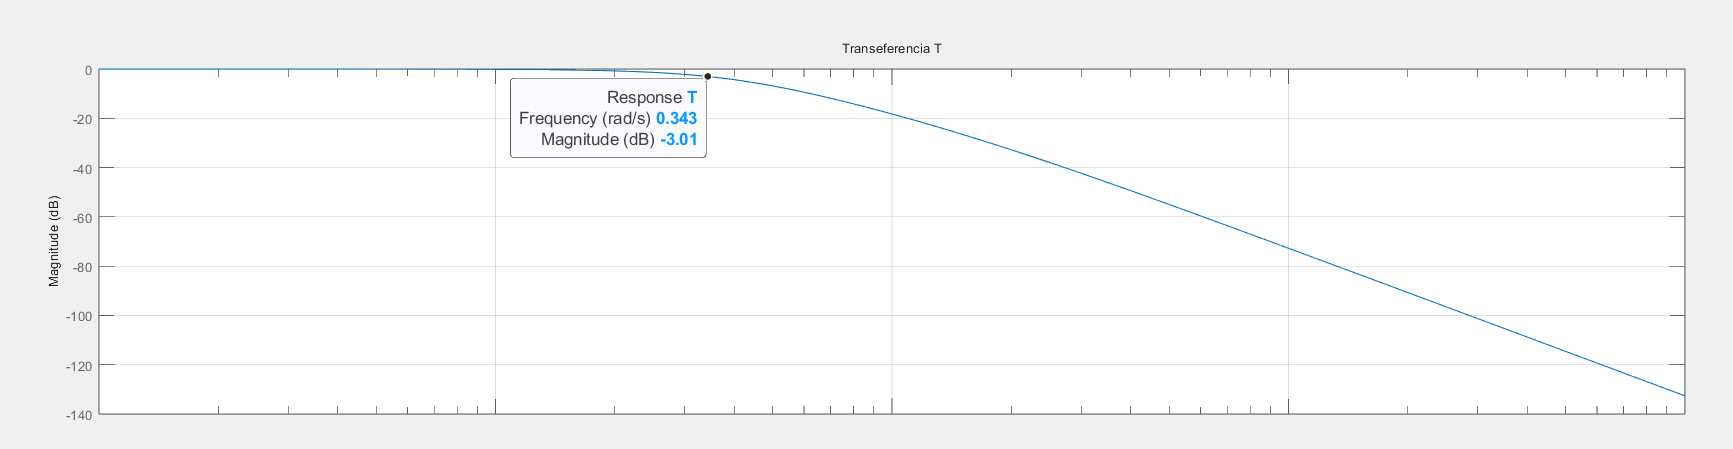 Transeferencia T
Magnitude (dB)
0
-20
-40
-60
-80
-100
-120
-140
Response T
Frequency (rad/s) 0.343
Magnitude (dB) -3.01